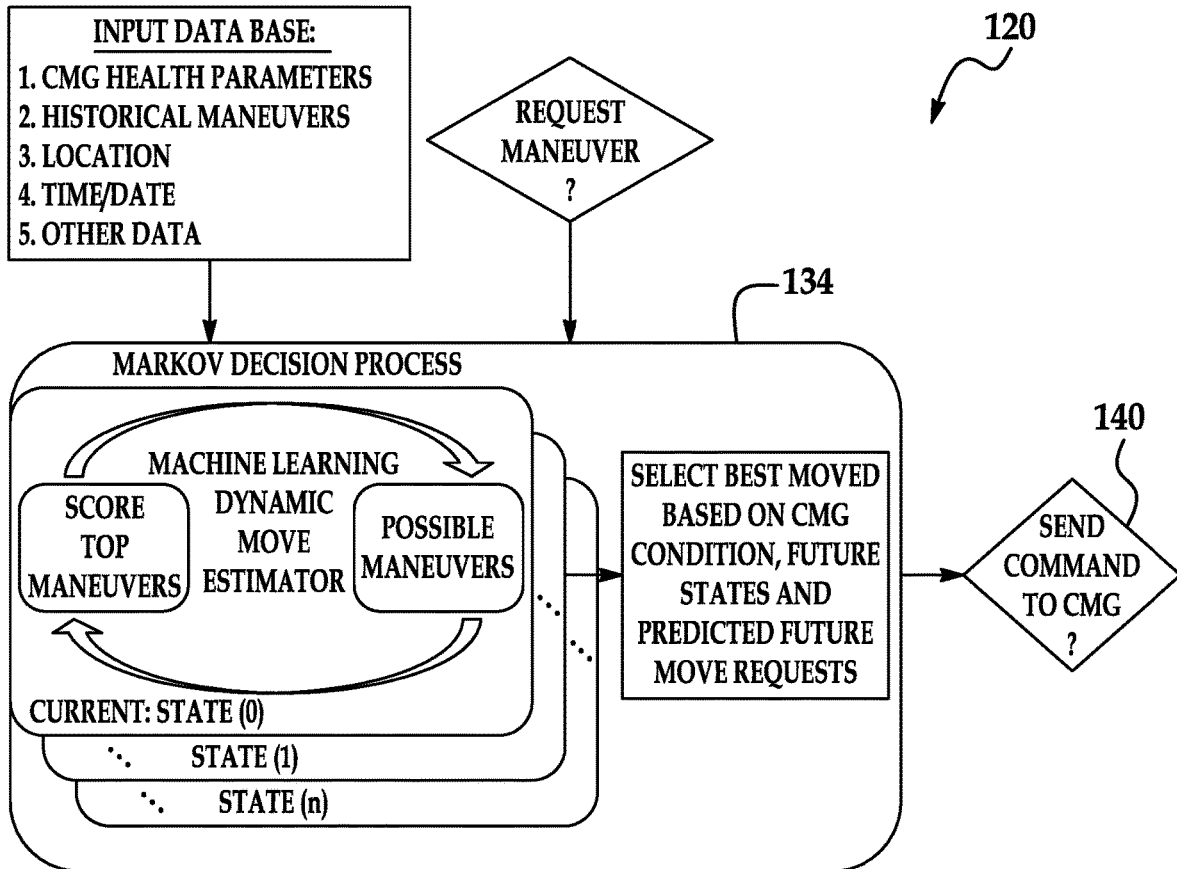 INPUT DATA BASE:
1. CMG HEALTH PARAMETERS
2. HISTORICAL MANEUVERS
3. LOCATION
4. TIME/DATE
5. OTHER DATA
REQUEST
MANEUVER
?
120
134
MARKOV DECISION PROCESS
MACHINE LEARNING
DYNAMIC
MOVE
ESTIMATOR
SCORE
TOP
MANEUVERS
POSSIBLE
MANEUVERS
CURRENT: STATE (0)
STATE (1)
STATE (n)
SELECT BEST MOVED
BASED ON CMG
CONDITION, FUTURE
STATES AND
PREDICTED FUTURE
MOVE REQUESTS
140
SEND
COMMAND
TO CMG
?